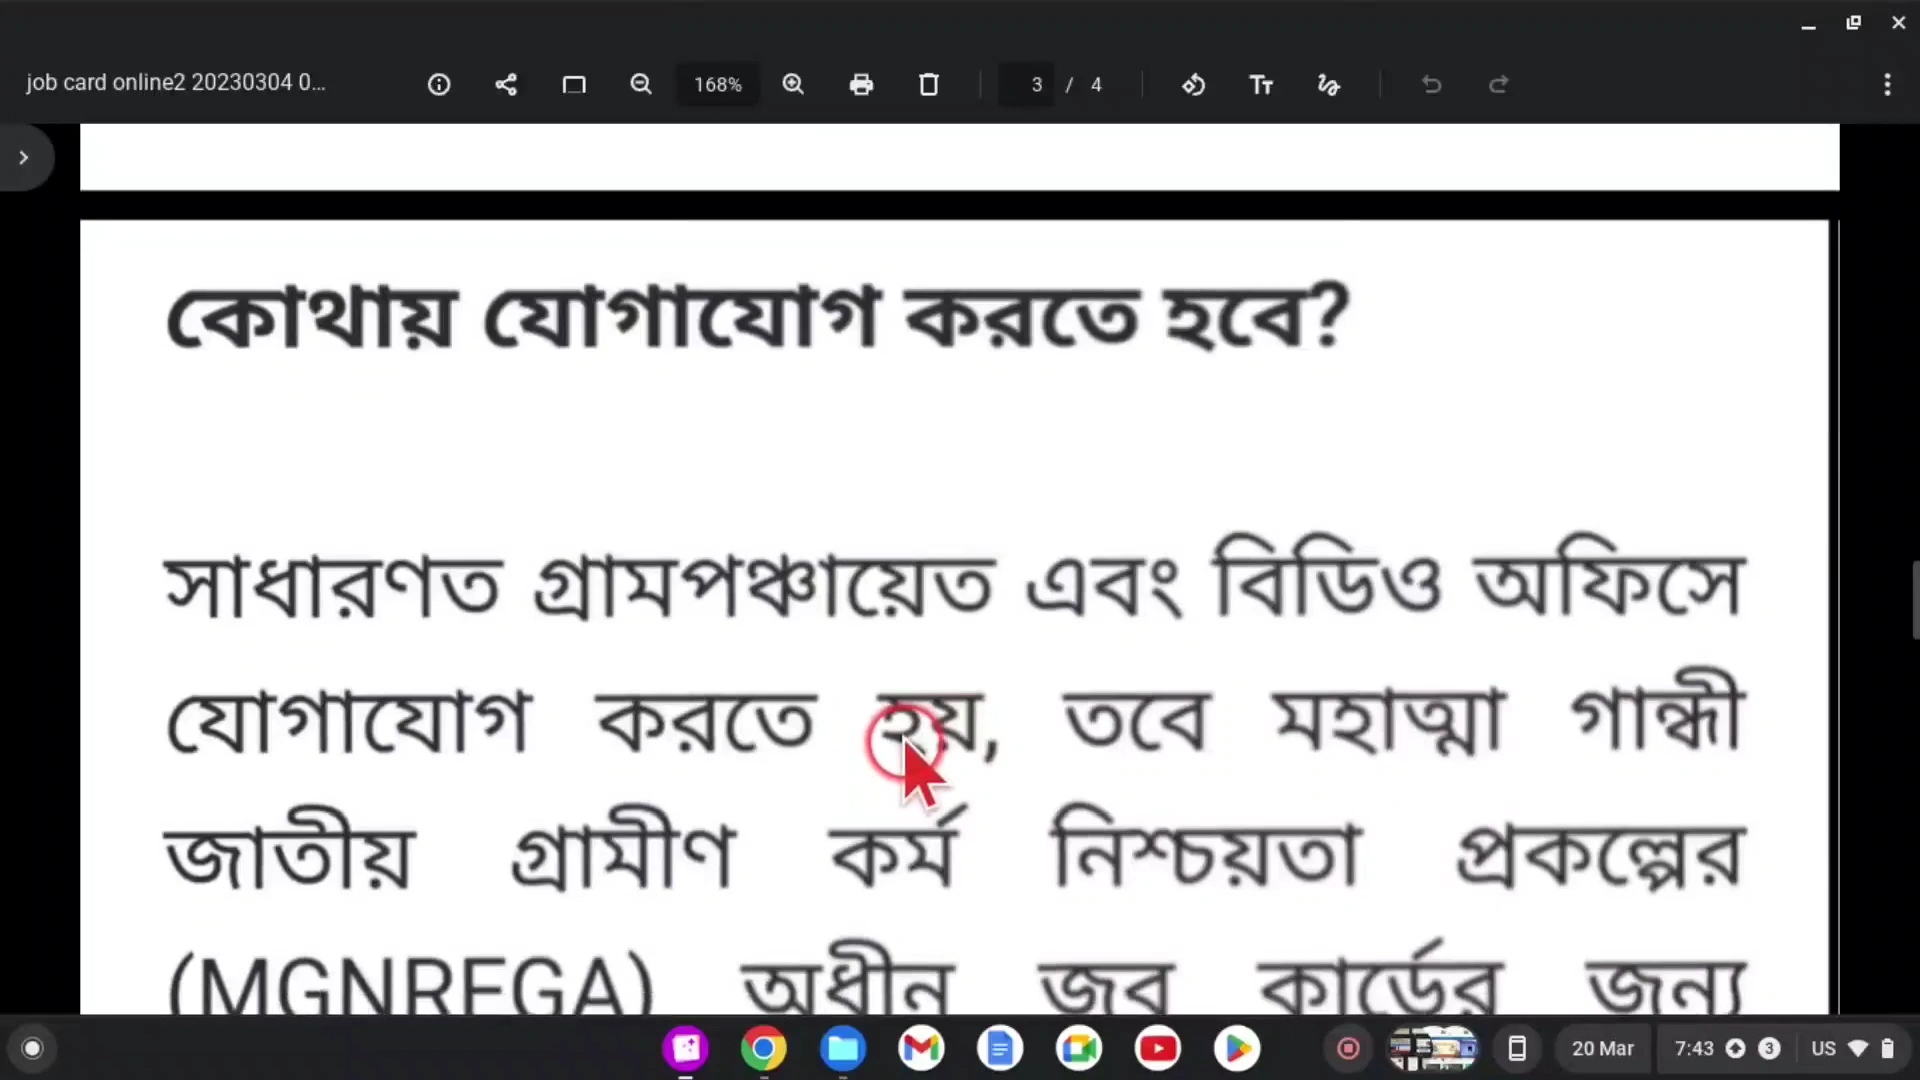 job card online2 20230304 0...
168%
3 / 4
কোথায় যোগাযোগ করতে হবে?
সাধারণত গ্রামপঞ্চায়েত এবং বিডিও অফিসে
যোগাযোগ করতে হয়, তবে মহাত্মা গান্ধী
জাতীয় গ্রামীণ কর্ম নিশ্চয়তা প্রকল্পের
(MGNREGA) অধীন জব কার্ডের জন্য
20 Mar 7:43 3 US